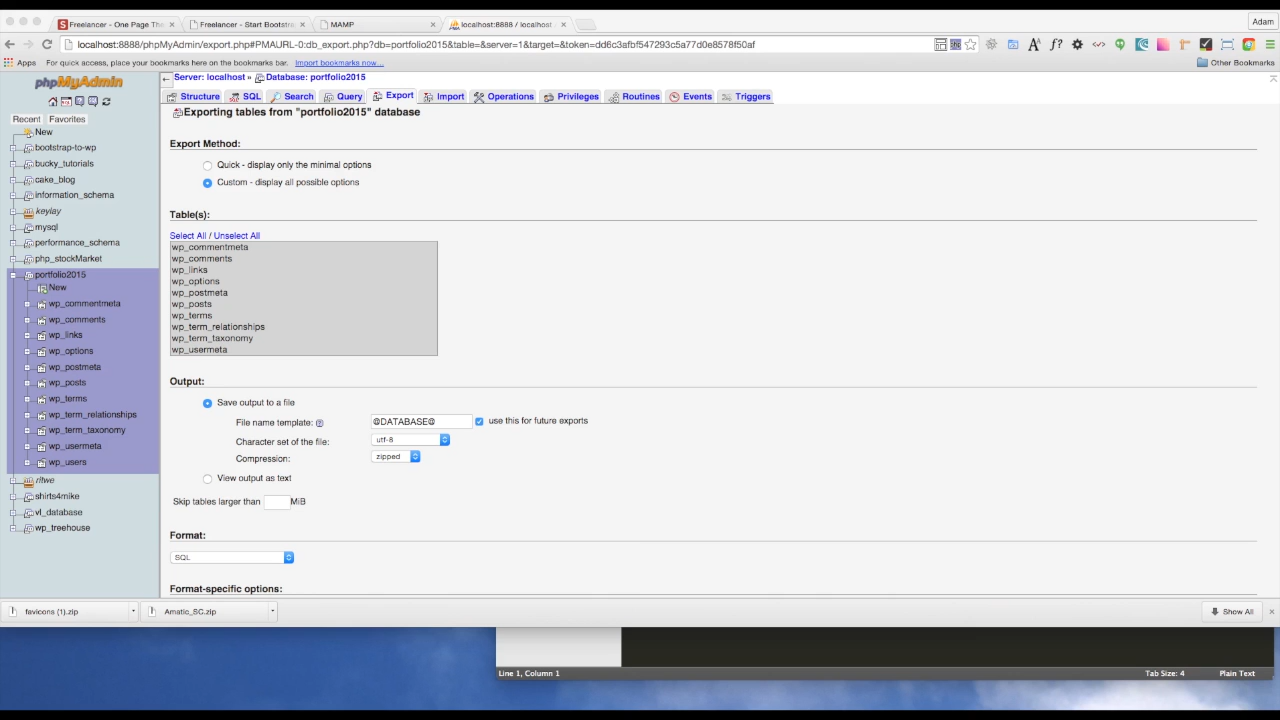 Freelancer - One Page The
Freelancer - Start Bootstra
MAMP
localhost:8888 / localhost
Adam
localhost:8888/phpMyAdmin/export.php#PMAURL-0:db_export.php?db=portfolio2015&table=&server=1&target=&token=dd6c3afbf547293c5a77d0e8578f50af
Apps
For quick access, place your bookmarks here on the bookmarks bar.
Import bookmarks now...
Other Bookmarks
phpMyAdmin
Recent Favorites
New
bootstrap-to-wp
bucky_tutorials
cake_blog
information_schema
keylay
mysql
performance_schema
php_stockMarket
portfolio2015
New
wp_commentmeta
wp_comments
wp_links
wp_options
wp_postmeta
wp_posts
wp_terms
wp_term_relationships
wp_term_taxonomy
wp_usermeta
wp_users
ritwe
shirts4mike
vl_database
wp_treehouse
Server: localhost » Database: portfolio2015
Structure SQL Search Query Export Import Operations Privileges Routines Events Triggers
Exporting tables from "portfolio2015" database
Export Method:
Quick - display only the minimal options
Custom - display all possible options
Table(s):
Select All / Unselect All
wp_commentmeta
wp_comments
wp_links
wp_options
wp_postmeta
wp_posts
wp_terms
wp_term_relationships
wp_term_taxonomy
wp_usermeta
Output:
Save output to a file
File name template: @DATABASE@ use this for future exports
Character set of the file: utf-8
Compression: zipped
View output as text
Skip tables larger than MiB
Format:
SQL
Format-specific options:
favicons (1).zip
Amatic_SC.zip
Show All
Line 1, Column 1
Tab Size: 4
Plain Text